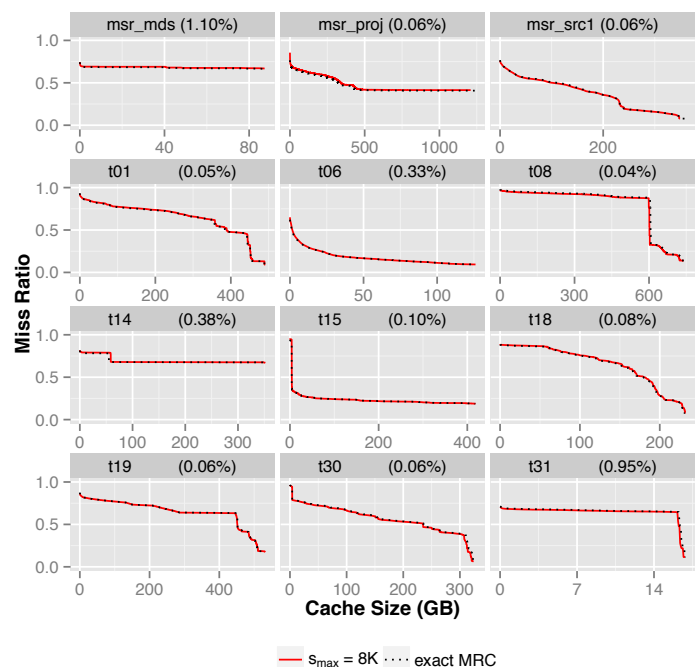 msr_mds (1.10%) msr_proj (0.06%) msr_src1 (0.06%)
1.0
0.5
0.0
0 40 80 0 500 1000 0 200
t01 (0.05%) t06 (0.33%) t08 (0.04%)
1.0
0.5
0.0
0 200 400 0 50 100 0 300 600
t14 (0.38%) t15 (0.10%) t18 (0.08%)
1.0
0.5
0.0
0 100 200 300 0 200 400 0 100 200
t19 (0.06%) t30 (0.06%) t31 (0.95%)
1.0
0.5
0.0
0 200 400 0 100 200 300 0 7 14
Miss Ratio
Cache Size (GB)
s_max = 8K exact MRC